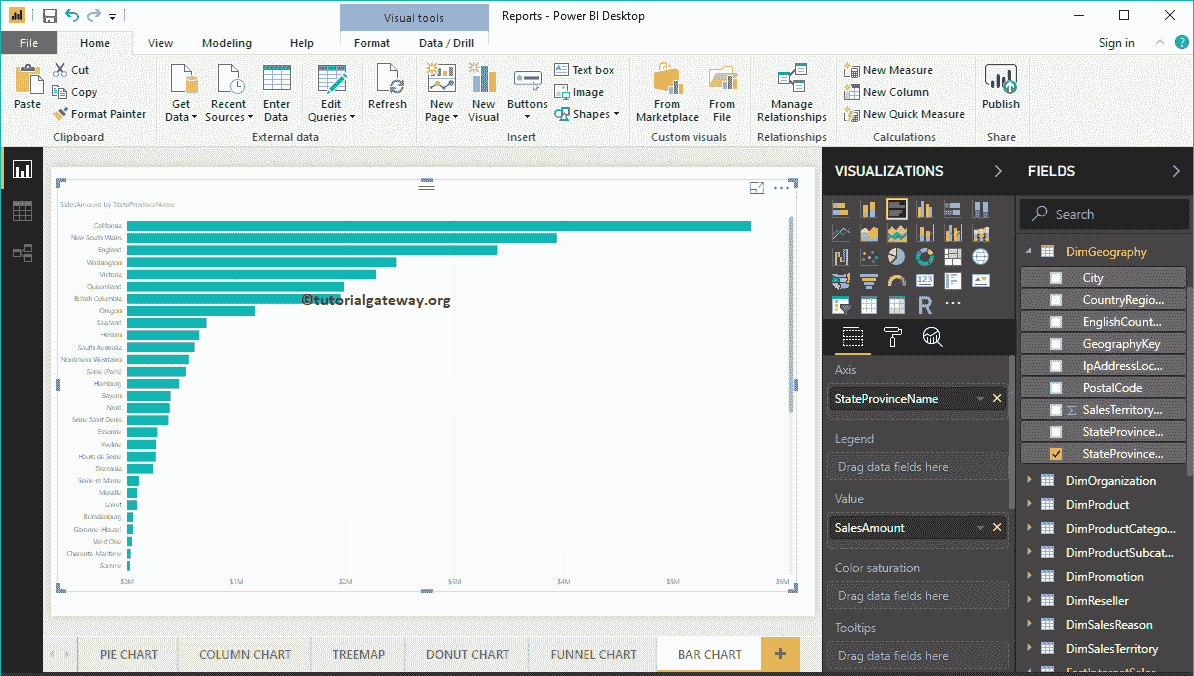 Visual tools
Reports - Power BI Desktop
File
Home
View
Modeling
Help
Format
Data / Drill
Sign in
?
Paste
Cut
Copy
Format Painter
Clipboard
Get Data
Recent Sources
Enter Data
Edit Queries
External data
Refresh
New Page
New Visual
Buttons
Text box
Image
Shapes
Insert
From Marketplace
From File
Custom visuals
Manage Relationships
Relationships
New Measure
New Column
New Quick Measure
Calculations
Publish
Share
SalesAmount by StateProvinceName
California
New South Wales
England
Washington
Victoria
Queensland
British Columbia
Oregon
Saarland
Hessen
South Australia
Nordrhein-Westfalen
Seine (Paris)
Hamburg
Bayern
Nord
Seine Saint Denis
Essonne
Yveline
Hauts de Seine
Tasmania
Seine et Marne
Moselle
Loiret
Brandenburg
Garonne (Haute)
Val d'Oise
Charente-Maritime
Somme
$0M
$1M
$2M
$3M
$4M
$5M
$6M
©tutorialgateway.org
VISUALIZATIONS
123
R
Axis
StateProvinceName
Legend
Drag data fields here
Value
SalesAmount
Color saturation
Drag data fields here
Tooltips
Drag data fields here
FIELDS
Search
DimGeography
City
CountryRegio...
EnglishCount...
GeographyKey
IpAddressLoc...
PostalCode
Σ SalesTerritory...
StateProvince...
StateProvince...
DimOrganization
DimProduct
DimProductCatego...
DimProductSubcat...
DimPromotion
DimReseller
DimSalesReason
DimSalesTerritory
FactInternetSales
PIE CHART
COLUMN CHART
TREEMAP
DONUT CHART
FUNNEL CHART
BAR CHART
+